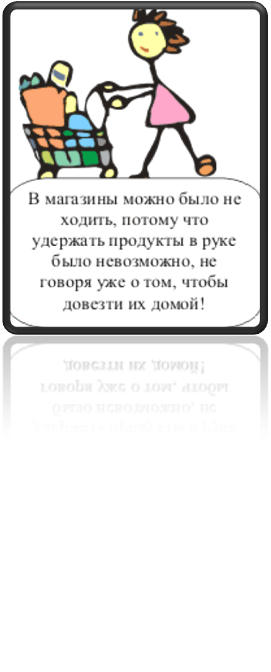 В магазины можно было не
ходить, потому что
удержать продукты в руке
было невозможно, не
говоря уже о том, чтобы
довезти их домой!